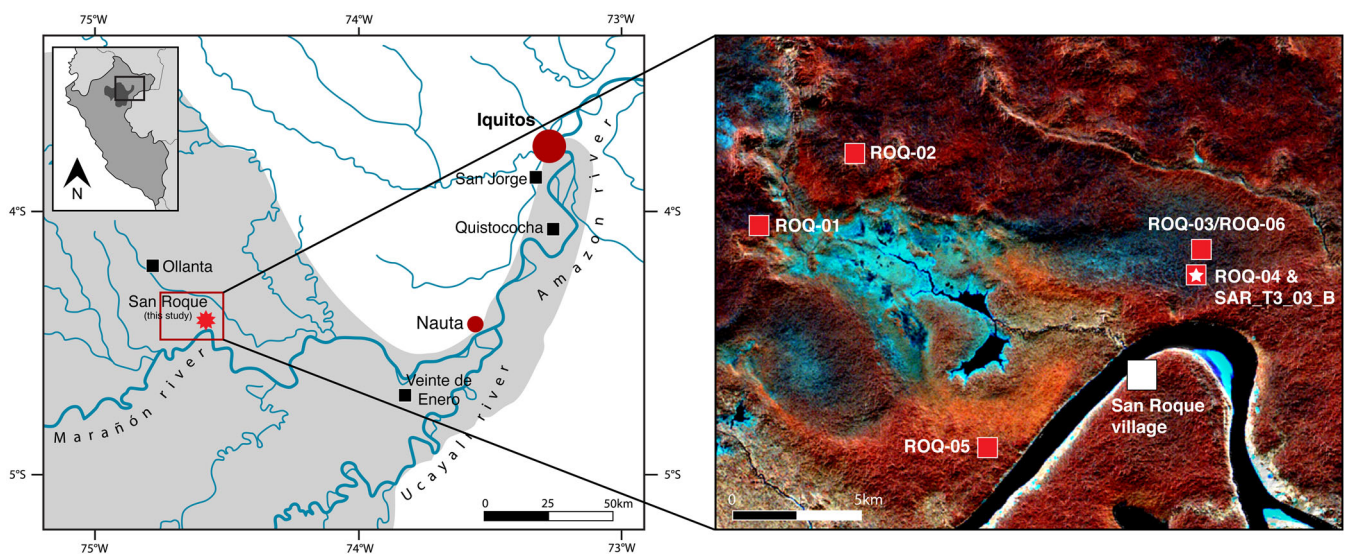 75°W
74°W
73°W
N
Iquitos
San Jorge
Quistococha
4°S
4°S
Ollanta
San Roque
(this study)
Nauta
Veinte de
Enero
Marañón river
Ucayali river
Amazon river
5°S
5°S
0 25 50km
75°W
74°W
73°W
ROQ-02
ROQ-01
ROQ-03/ROQ-06
ROQ-04 &
SAR_T3_03_B
San Roque
village
ROQ-05
0 5km